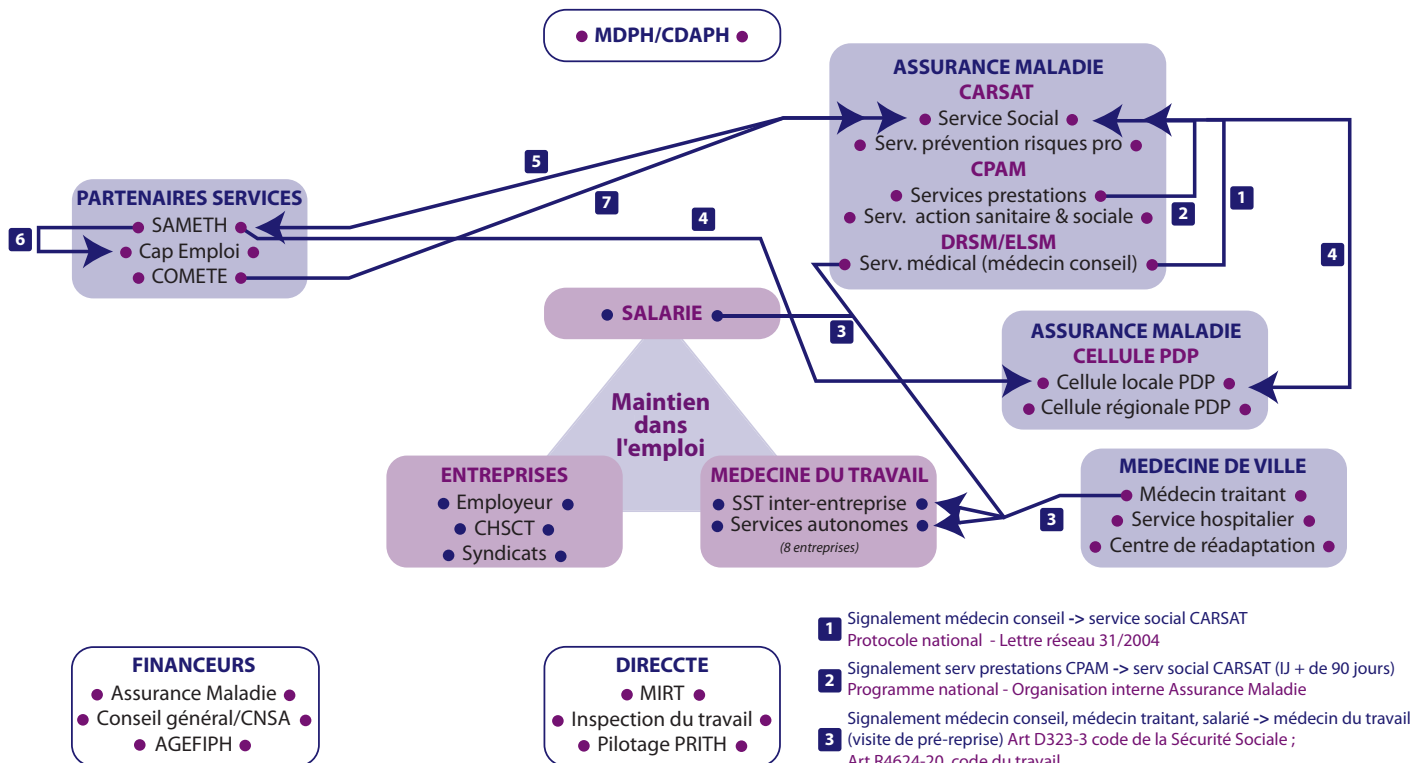 MDPH/CDAPH
ASSURANCE MALADIE
CARSAT
Service Social
Serv. prévention risques pro
CPAM
Services prestations
Serv. action sanitaire & sociale
DRSM/ELSM
Serv. médical (médecin conseil)
5
7
4
2
1
4
PARTENAIRES SERVICES
SAMETH
Cap Emploi
COMETE
6
SALARIE
3
Maintien
dans
l'emploi
ASSURANCE MALADIE
CELLULE PDP
Cellule locale PDP
Cellule régionale PDP
ENTREPRISES
Employeur
CHSCT
Syndicats
MEDECINE DU TRAVAIL
SST inter-entreprise
Services autonomes
(8 entreprises)
3
MEDECINE DE VILLE
Médecin traitant
Service hospitalier
Centre de réadaptation
FINANCEURS
Assurance Maladie
Conseil général/CNSA
AGEFIPH
DIRECCTE
MIRT
Inspection du travail
Pilotage PRITH
1 Signalement médecin conseil -> service social CARSAT
Protocole national - Lettre réseau 31/2004
2 Signalement serv prestations CPAM -> serv social CARSAT (IJ + de 90 jours)
Programme national - Organisation interne Assurance Maladie
3 Signalement médecin conseil, médecin traitant, salarié -> médecin du travail
(visite de pré-reprise) Art D323-3 code de la Sécurité Sociale ;
Art R4624-20 code du travail